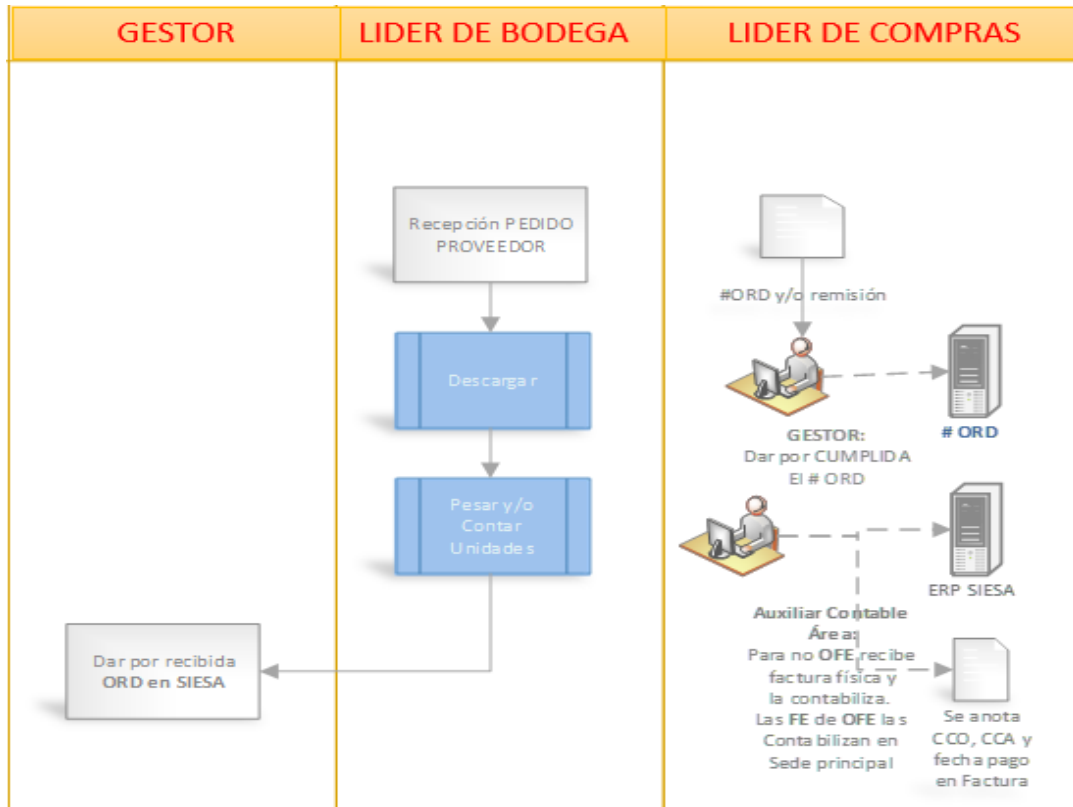 GESTOR
LIDER DE BODEGA
LIDER DE COMPRAS
Recepción PEDIDO
PROVEEDOR
Descargar
Pesar y/o
Contar
Unidades
Dar por recibida
ORD en SIESA
#ORD y/o remisión
GESTOR:
Dar por CUMPLIDA
El # ORD
# ORD
ERP SIESA
Auxiliar Contable
Área:
Para no OFE recibe
factura física y
la contabiliza.
Las FE de OFE las
Contabilizan en
Sede principal
Se anota
CCO, CCA y
fecha pago
en Factura